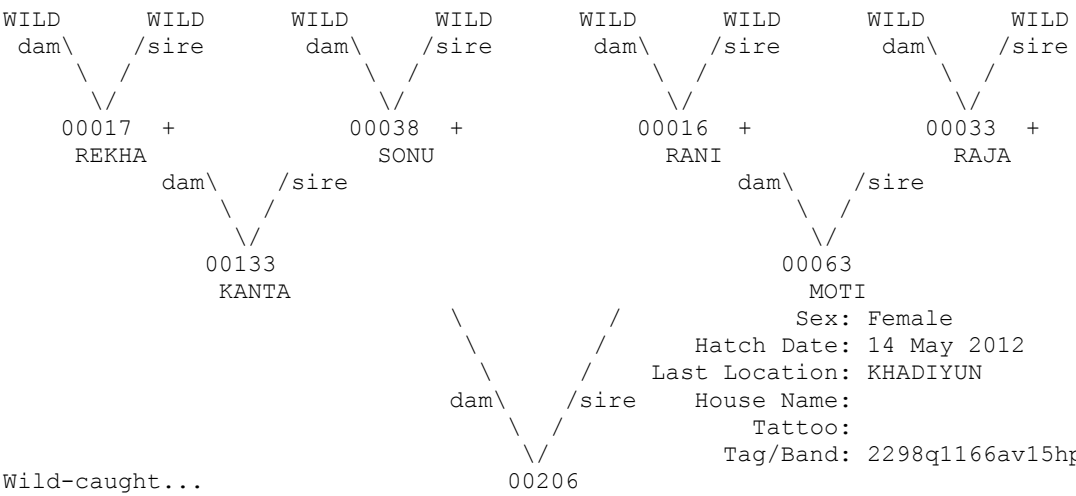 WILD WILD WILD WILD WILD WILD WILD WILD
dam\ /sire dam\ /sire dam\ /sire dam\ /sire
\ / \ / \ / \ /
\/ \/ \/ \/
00017 + 00038 + 00016 + 00033 +
REKHA SONU RANI RAJA
dam\ /sire dam\ /sire
\ / \ /
\/ \/
00133 00063
KANTA MOTI
\ / Sex: Female
\ / Hatch Date: 14 May 2012
\ / Last Location: KHADIYUN
dam\ /sire House Name:
\ / Tattoo:
\/ Tag/Band: 2298q1166av15hp
Wild-caught... 00206